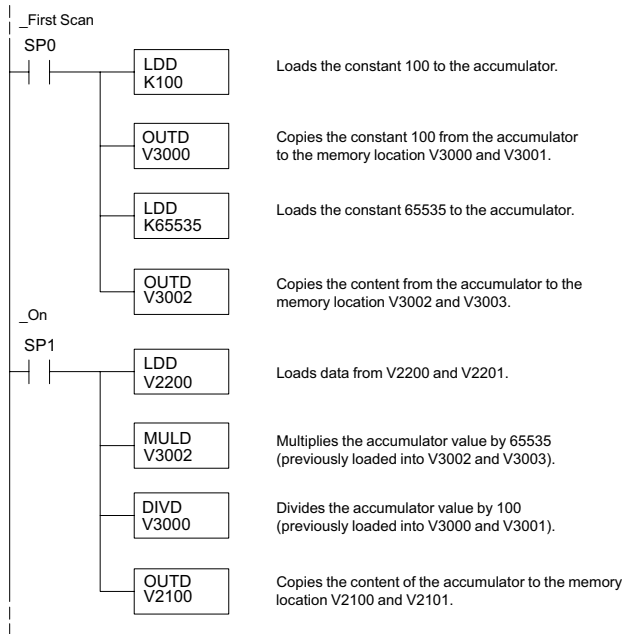 _First Scan
SP0
LDD
K100
Loads the constant 100 to the accumulator.
OUTD
V3000
Copies the constant 100 from the accumulator
to the memory location V3000 and V3001.
LDD
K65535
Loads the constant 65535 to the accumulator.
OUTD
V3002
Copies the content from the accumulator to the
memory location V3002 and V3003.
_On
SP1
LDD
V2200
Loads data from V2200 and V2201.
MULD
V3002
Multiplies the accumulator value by 65535
(previously loaded into V3002 and V3003).
DIVD
V3000
Divides the accumulator value by 100
(previously loaded into V3000 and V3001).
OUTD
V2100
Copies the content of the accumulator to the memory
location V2100 and V2101.